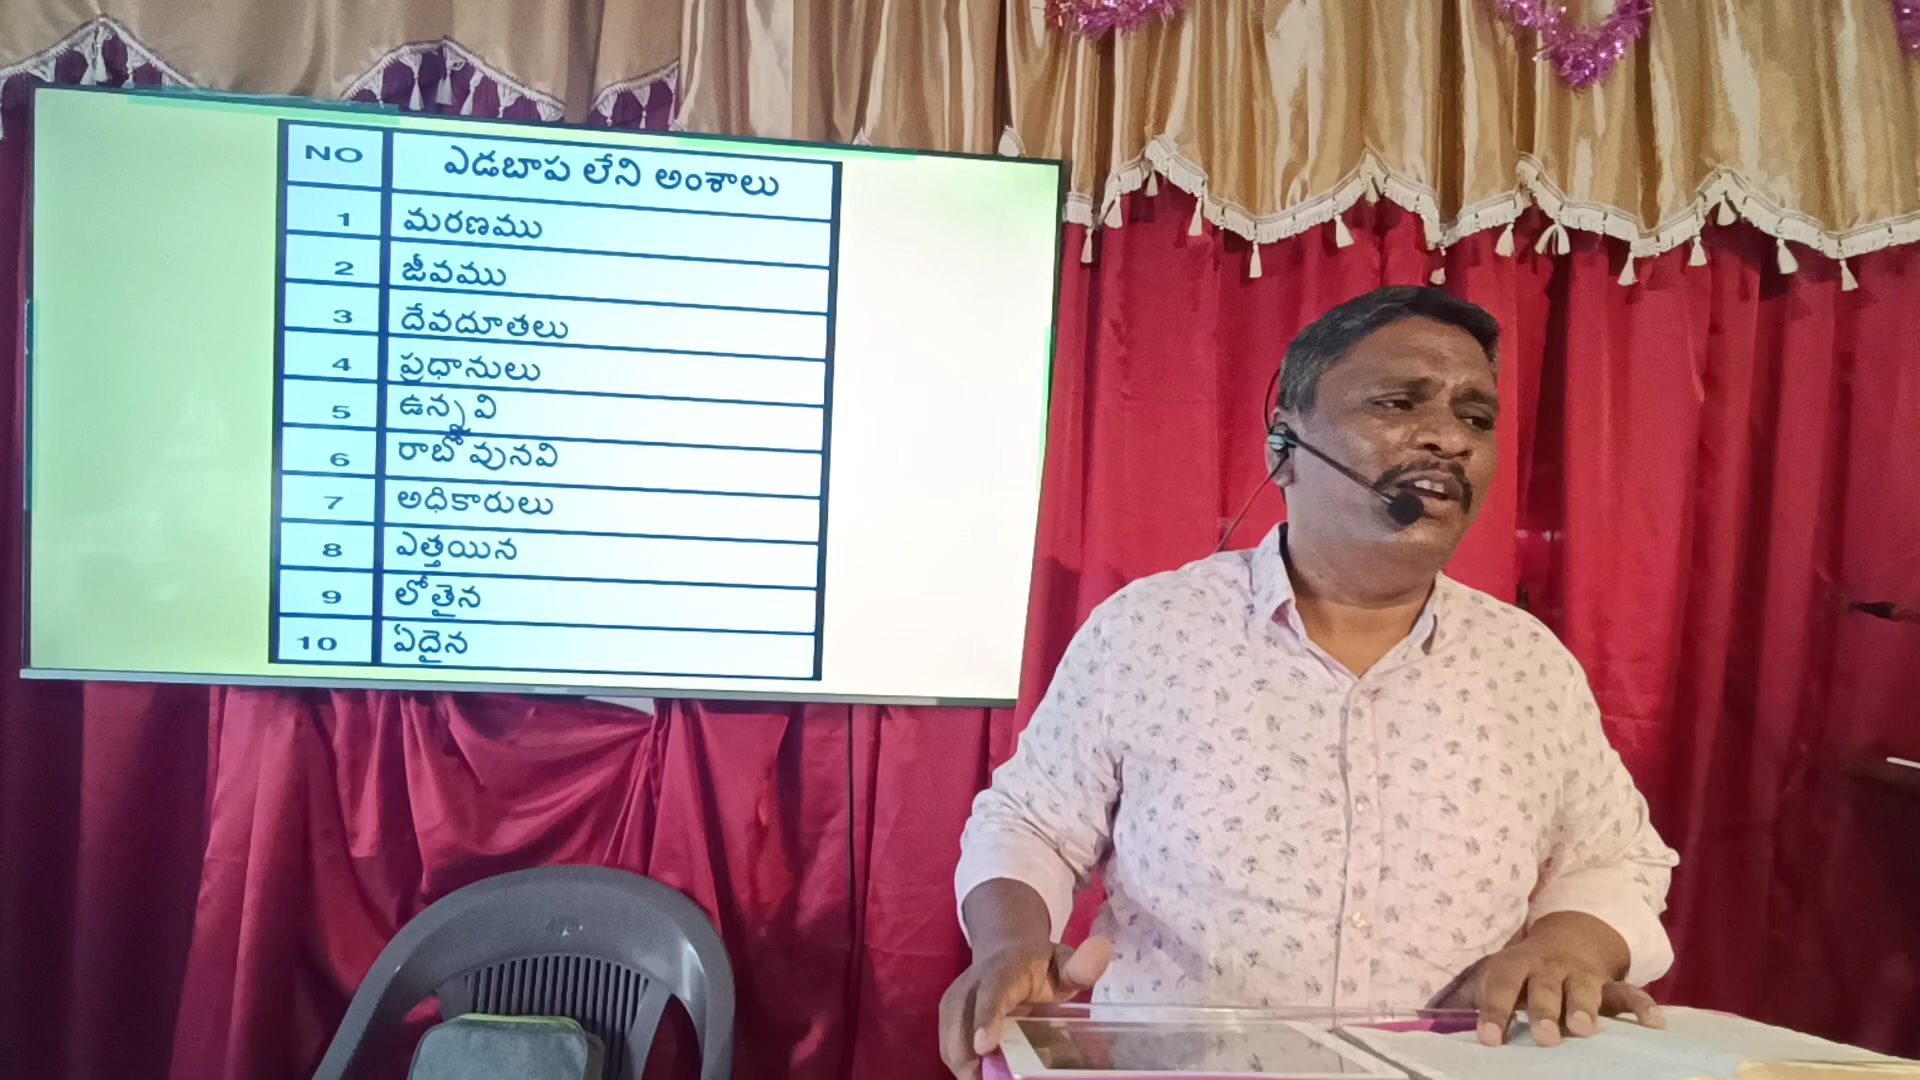 NO ఎడబాప లేని అంశాలు
1 మరణము
2 జీవము
3 దేవదూతలు
4 ప్రధానులు
5 ఉన్నవి
6 రాబోవునవి
7 అధికారులు
8 ఎత్తయిన
9 లోతైన
10 ఏదైన